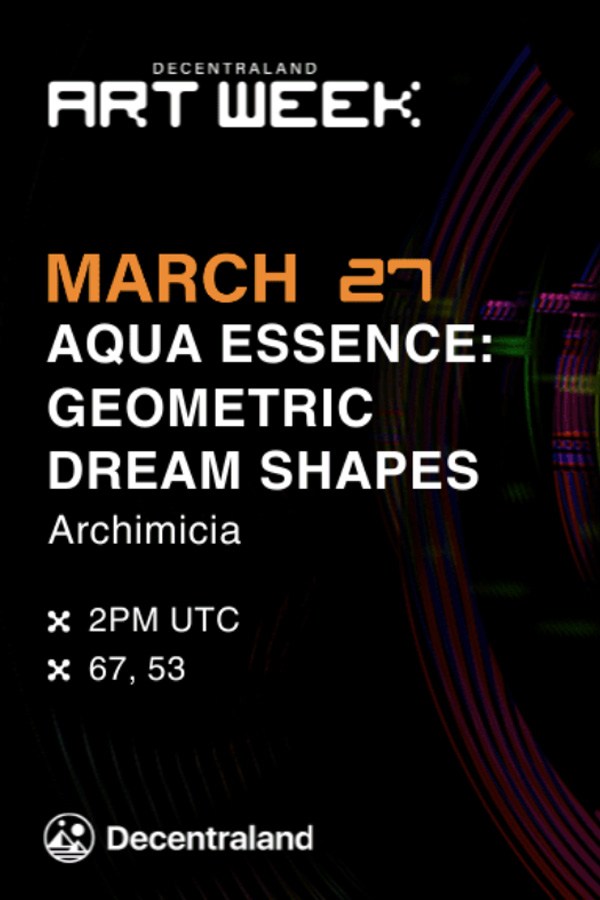 DECENTRALAND
ART WEEK
MARCH 27
AQUA ESSENCE:
GEOMETRIC
DREAM SHAPES
Archimicia
2PM UTC
67, 53
Decentraland